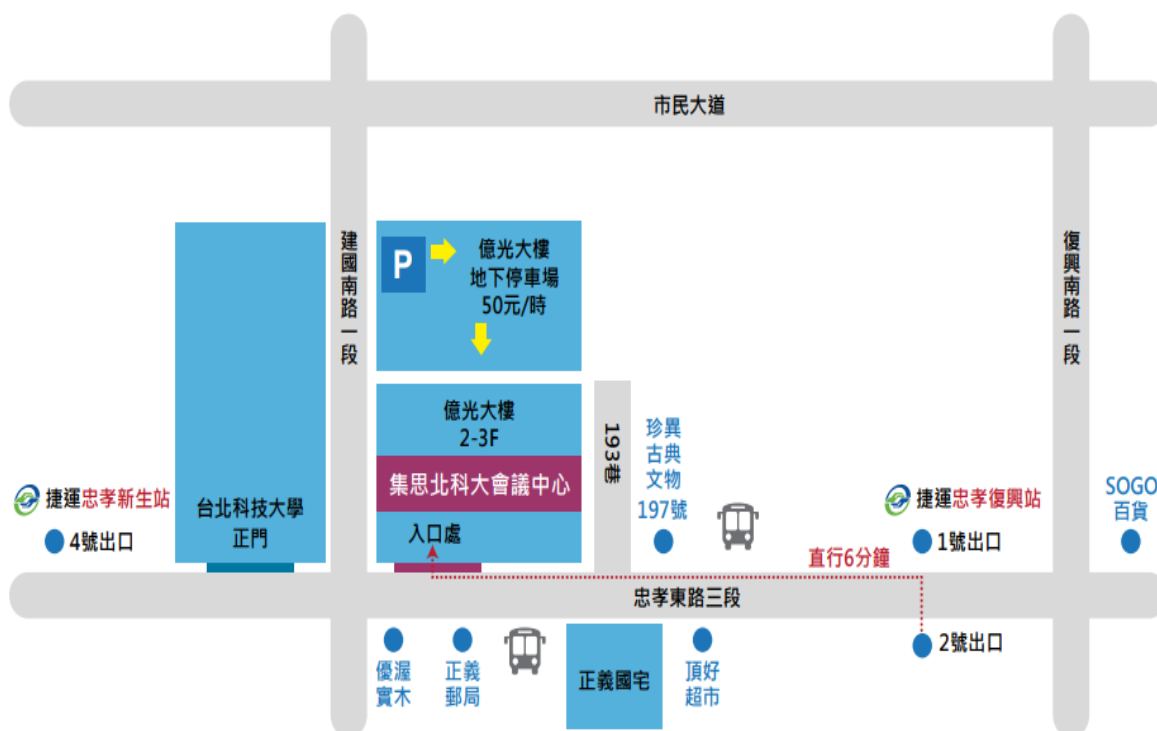 市民大道
建國南路一段
復興南路一段
P
億光大樓
地下停車場
50元/時
億光大樓
2-3F
集思北科大會議中心
入口處
193巷
珍異
古典
文物
197號
捷運忠孝新生站
4號出口
台北科技大學
正門
捷運忠孝復興站
1號出口
SOGO
百貨
直行6分鐘
忠孝東路三段
2號出口
優渥
實木
正義
郵局
正義國宅
頂好
超市